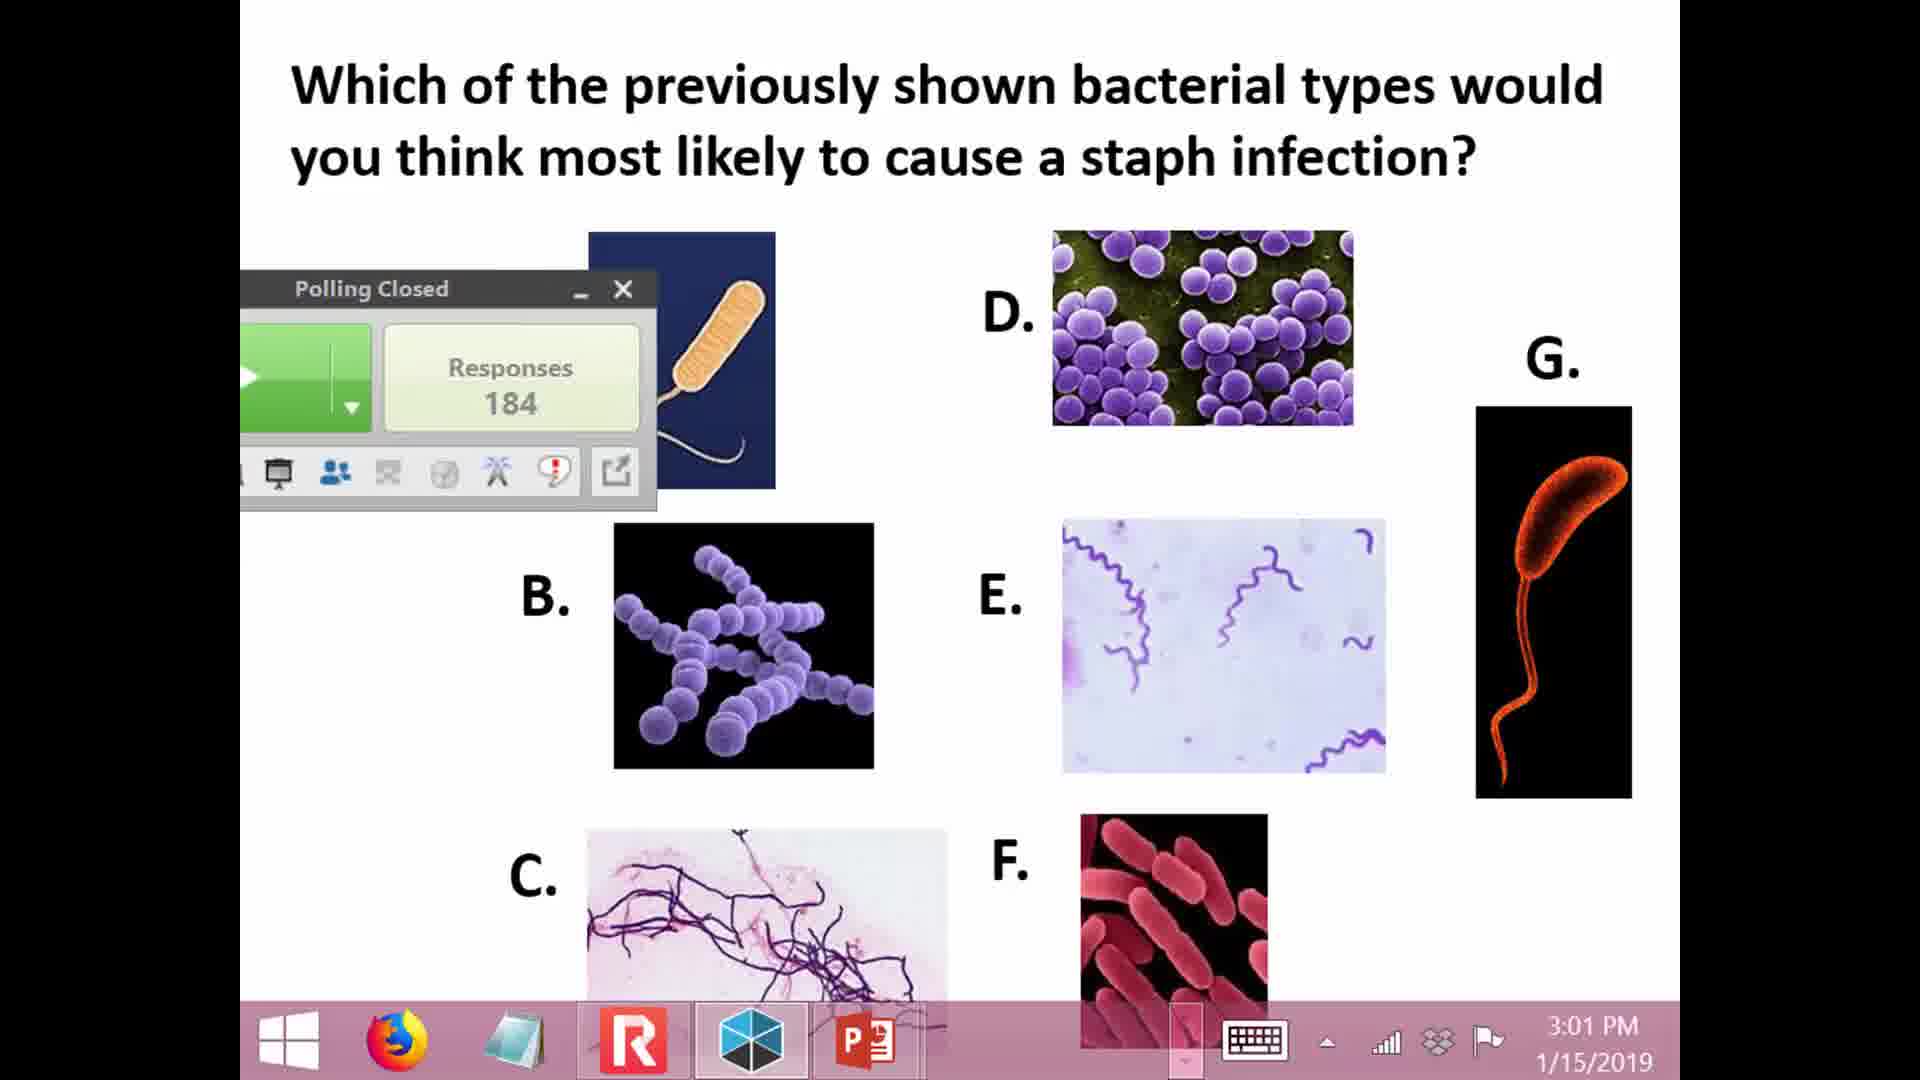 Which of the previously shown bacterial types would
you think most likely to cause a staph infection?
Polling Closed
Responses
184
D.
G.
B.
E.
C.
F.
3:01 PM
1/15/2019